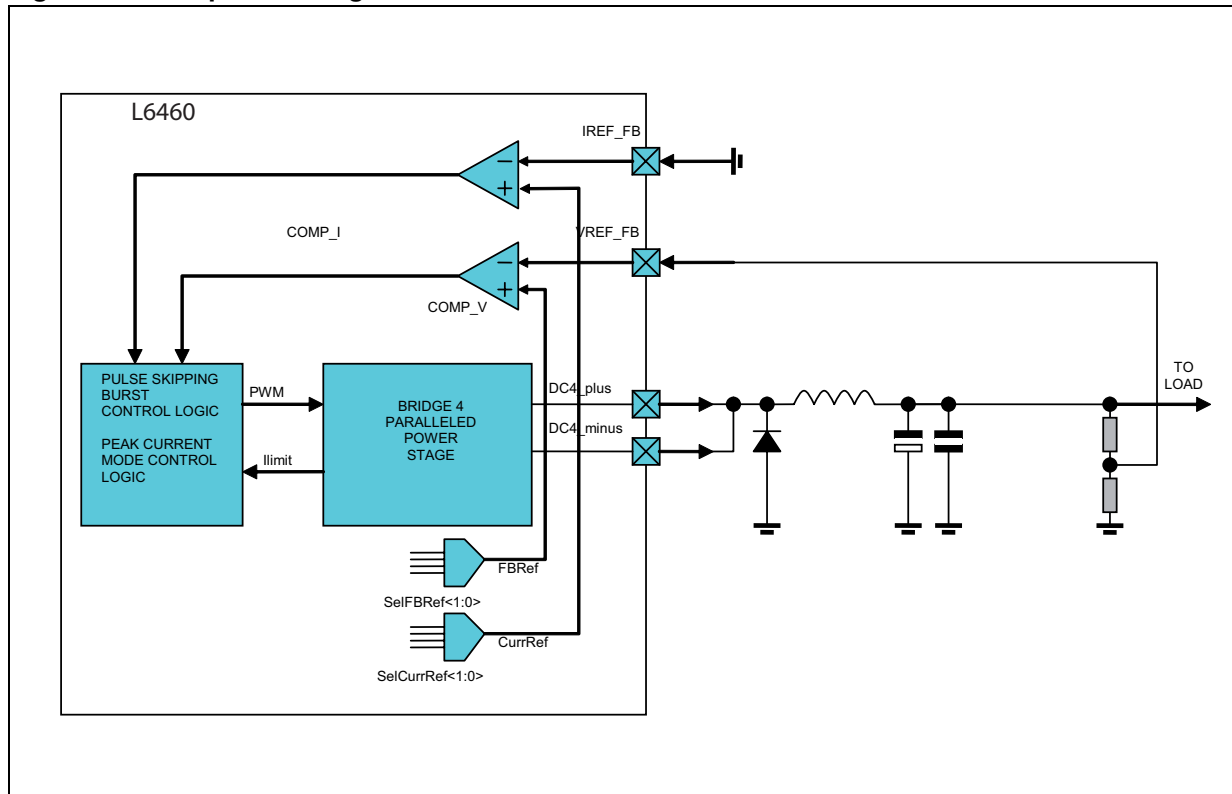 L6460
IREF_FB
−
+
COMP_I
VREF_FB
−
+
COMP_V
PULSE SKIPPING
BURST
CONTROL LOGIC
PEAK CURRENT
MODE CONTROL
LOGIC
PWM
Ilimit
BRIDGE 4
PARALLELED
POWER
STAGE
DC4_plus
DC4_minus
TO
LOAD
FBRef
SelFBRef<1:0>
CurrRef
SelCurrRef<1:0>